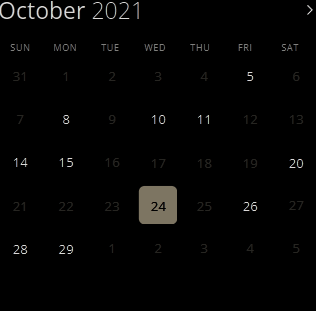 October 2021
SUN MON TUE WED THU FRI SAT
31 1 2 3 4 5 6
7 8 9 10 11 12 13
14 15 16 17 18 19 20
21 22 23 24 25 26 27
28 29 1 2 3 4 5